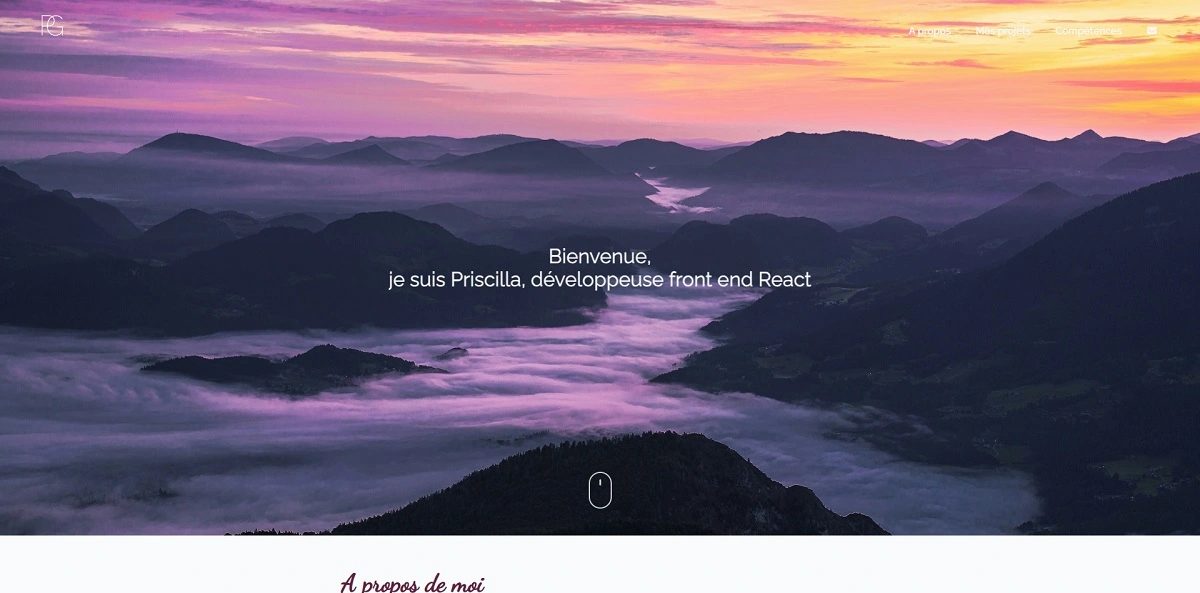 PG
A propos
Mes projets
Compétences
Bienvenue,
je suis Priscilla, développeuse front end React
A propos de moi